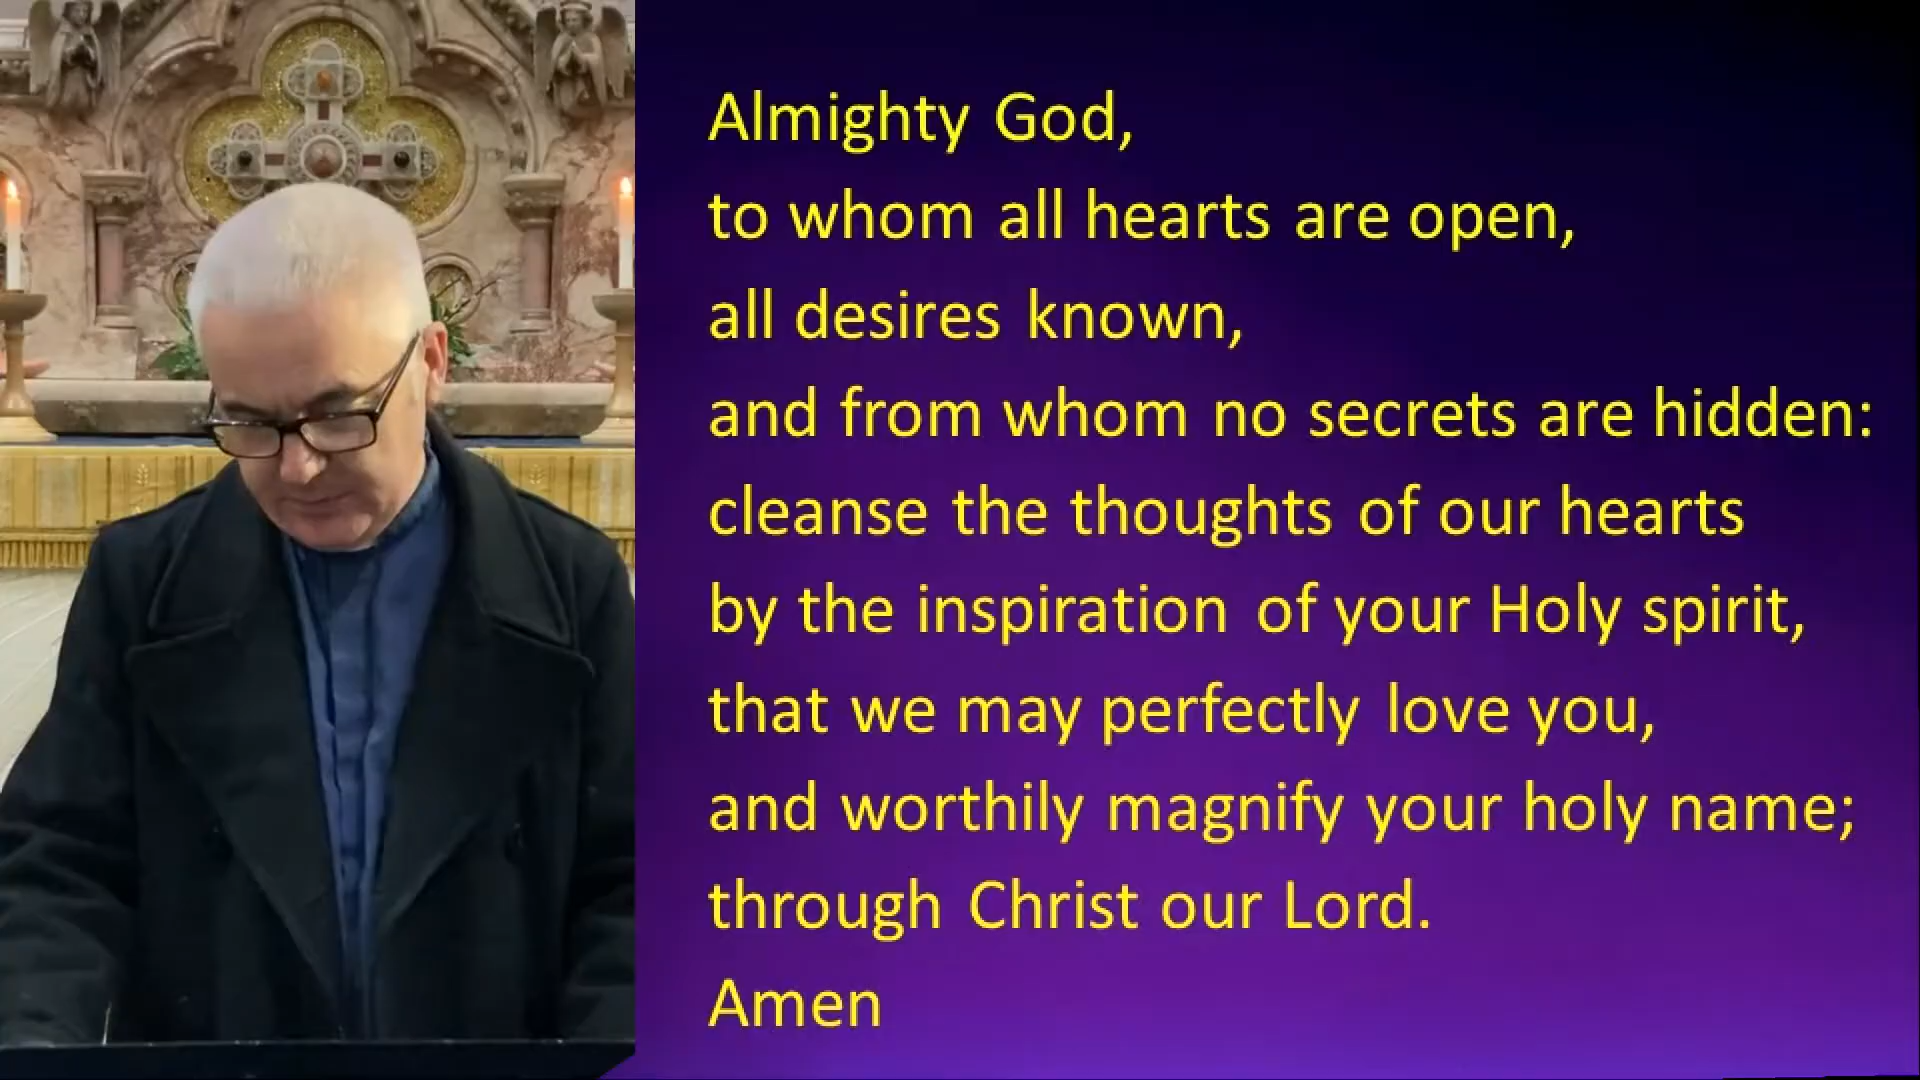 Almighty God,
to whom all hearts are open,
all desires known,
and from whom no secrets are hidden:
cleanse the thoughts of our hearts
by the inspiration of your Holy spirit,
that we may perfectly love you,
and worthily magnify your holy name;
through Christ our Lord.
Amen